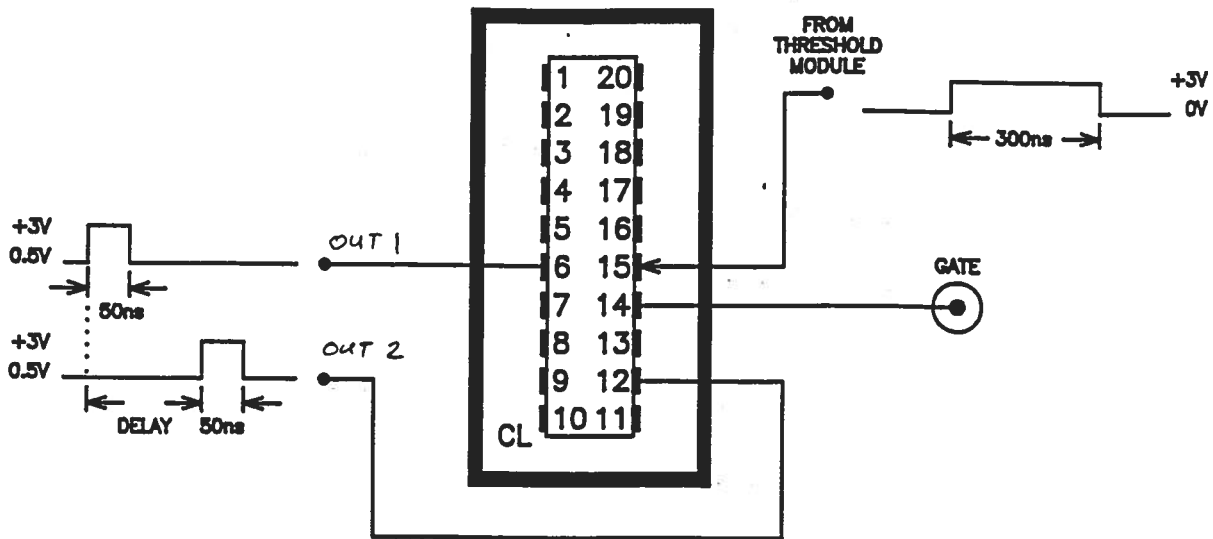 FROM
THRESHOLD
MODULE
+3V
0V
300ns
1 20
2 19
3 18
4 17
5 16
6 15
7 14
8 13
9 12
10 11
CL
GATE
+3V
0.5V
OUT 1
50ns
+3V
0.5V
OUT 2
DELAY
50ns